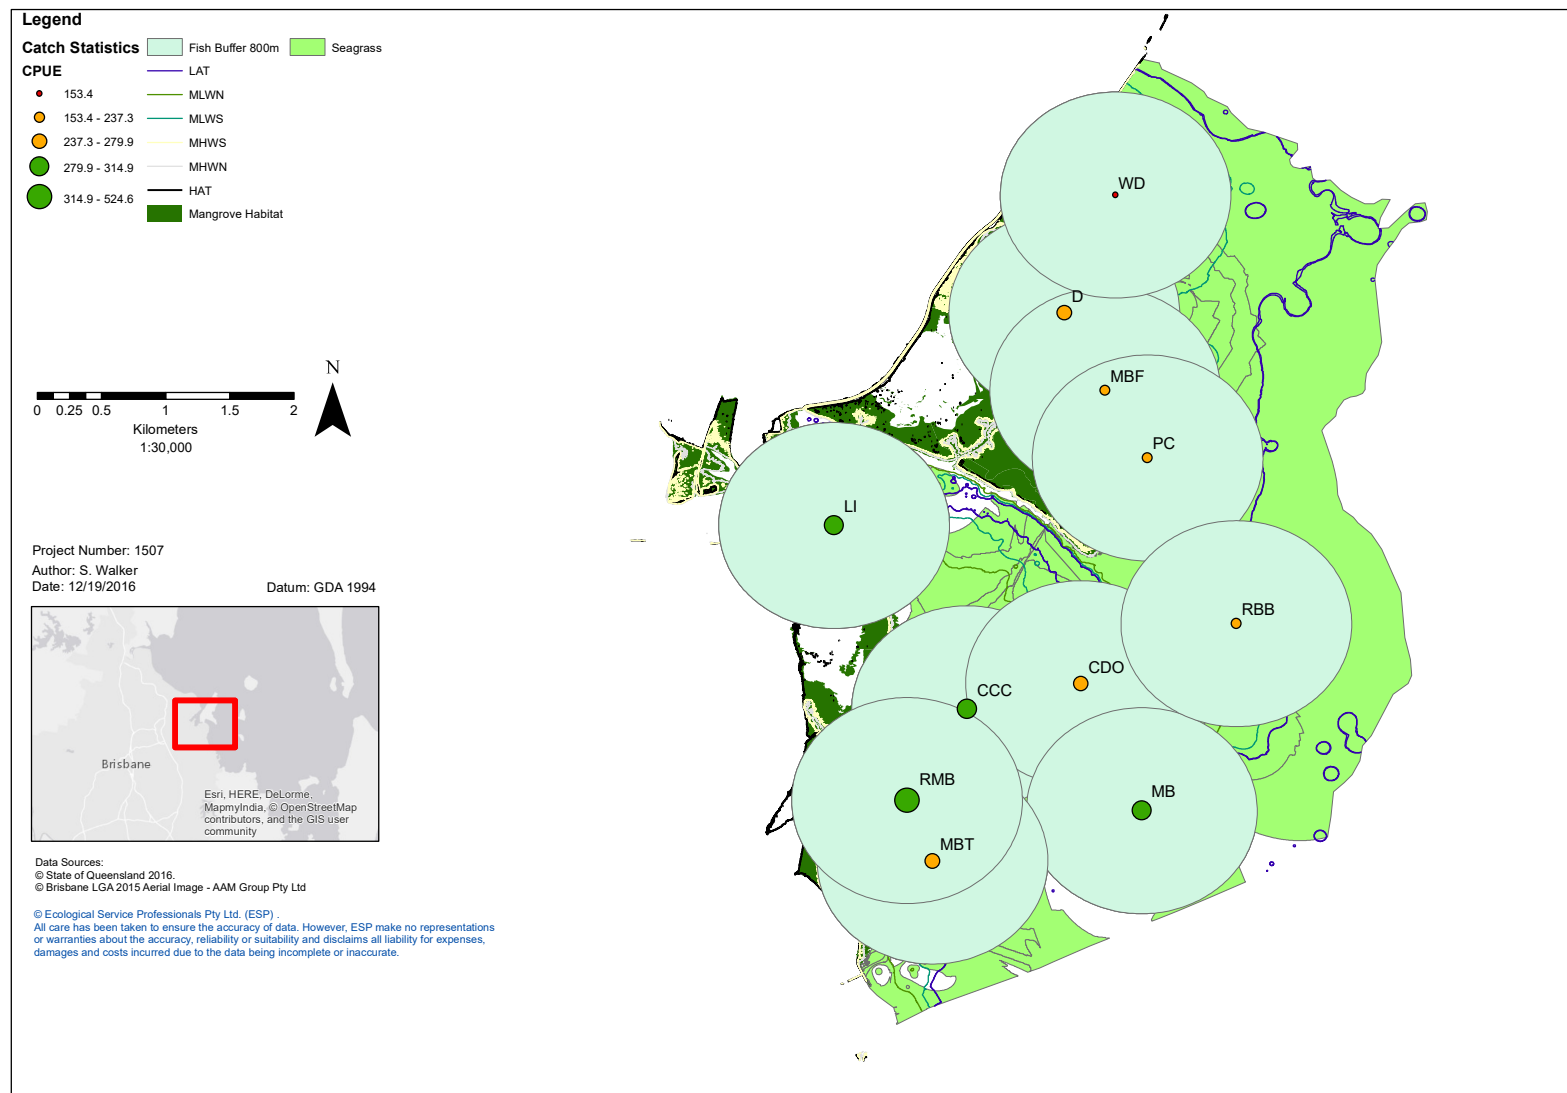 Legend
Catch Statistics
Fish Buffer 800m
Seagrass
CPUE
LAT
153.4
MLWN
153.4 - 237.3
MLWS
237.3 - 279.9
MHWS
279.9 - 314.9
MHWN
314.9 - 524.6
HAT
Mangrove Habitat
N
0 0.25 0.5 1 1.5 2
Kilometers
1:30,000
Project Number: 1507
Author: S. Walker
Date: 12/19/2016
Datum: GDA 1994
Brisbane
Esri, HERE, DeLorme,
MapmyIndia, © OpenStreetMap
contributors, and the GIS user
community
Data Sources:
© State of Queensland 2016.
© Brisbane LGA 2015 Aerial Image - AAM Group Pty Ltd
© Ecological Service Professionals Pty Ltd. (ESP) .
All care has been taken to ensure the accuracy of data. However, ESP make no representations
or warranties about the accuracy, reliability or suitability and disclaims all liability for expenses,
damages and costs incurred due to the data being incomplete or inaccurate.
WD
D
MBF
PC
LI
RBB
CDO
CCC
RMB
MB
MBT